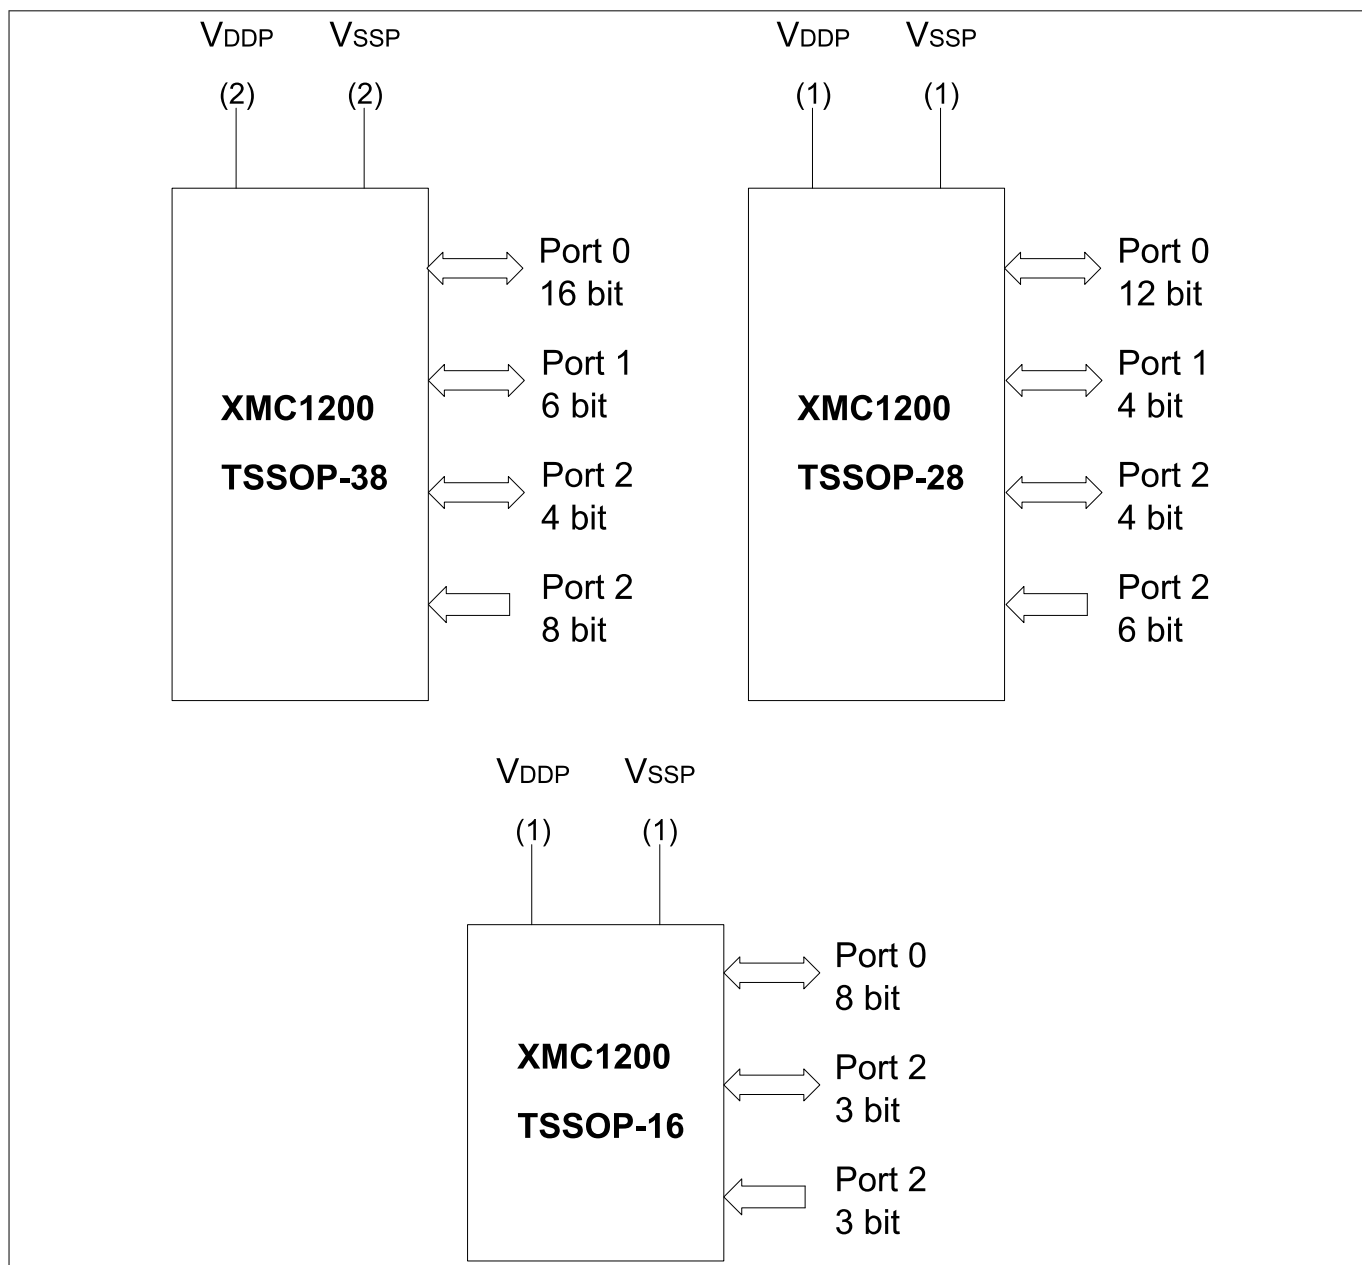 VDDP VSSP
(2) (2)
Port 0
16 bit
Port 1
6 bit
XMC1200
TSSOP-38
Port 2
4 bit
Port 2
8 bit
VDDP VSSP
(1) (1)
Port 0
12 bit
Port 1
4 bit
XMC1200
TSSOP-28
Port 2
4 bit
Port 2
6 bit
VDDP VSSP
(1) (1)
Port 0
8 bit
XMC1200
TSSOP-16
Port 2
3 bit
Port 2
3 bit